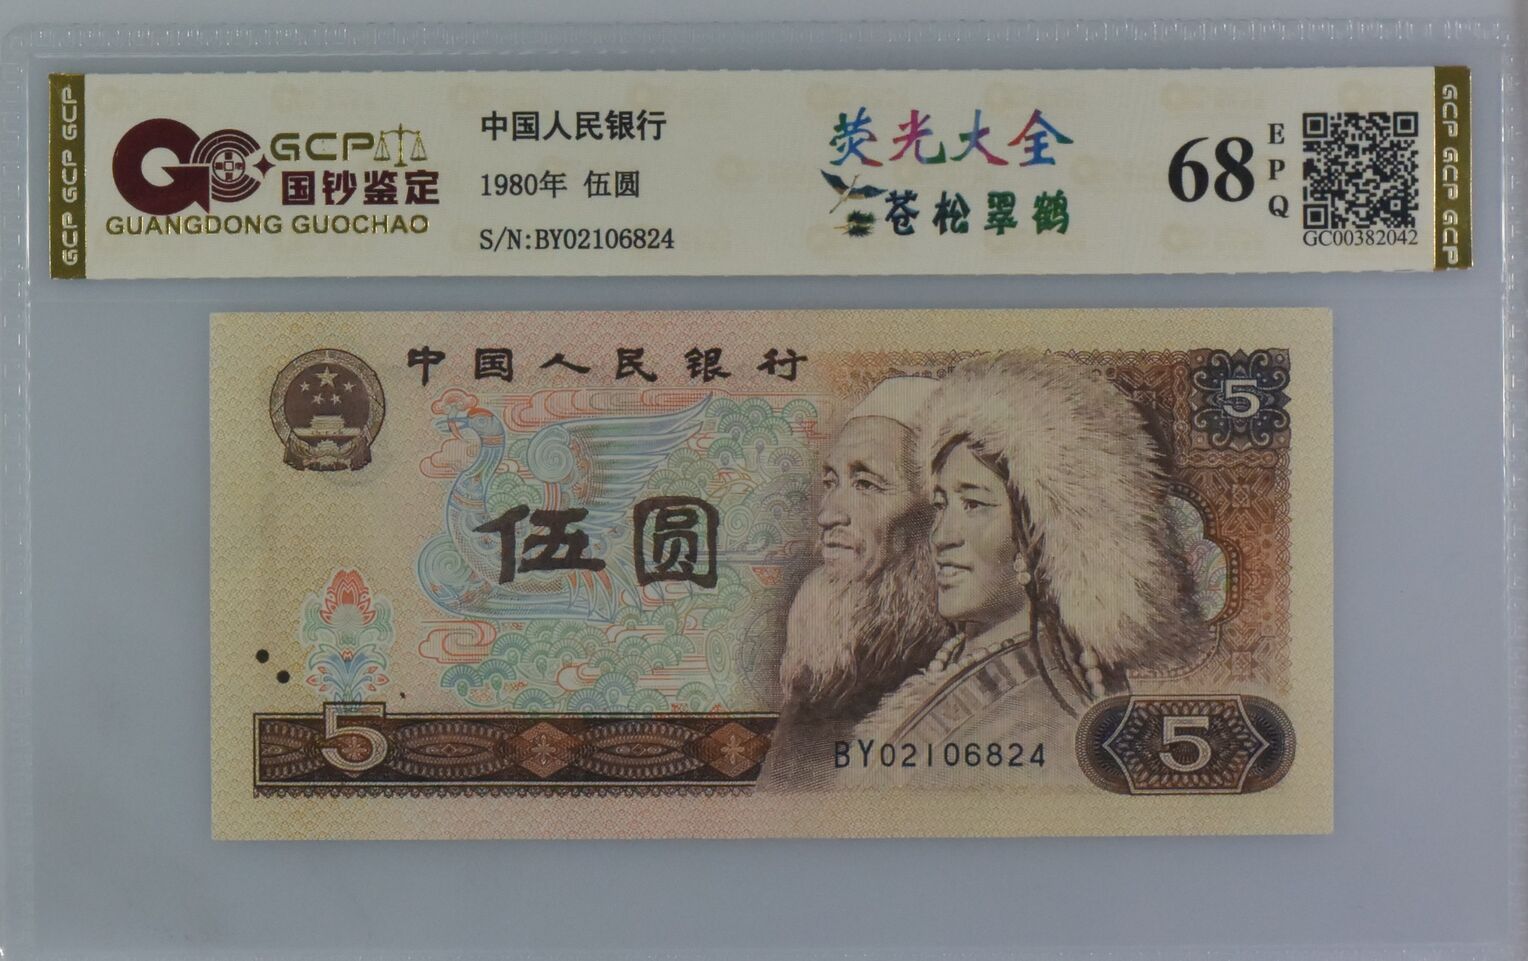 GCP
国钞鉴定
GUANGDONG GUOCHAO
中国人民银行
1980年 伍圆
S/N:BY02106824
荧光大全
苍松翠鹤
68
EPQ
GC00382042
GCP GCP GCP
GCP GCP GCP
中国人民银行
5
伍圆
5
BY02106824
5